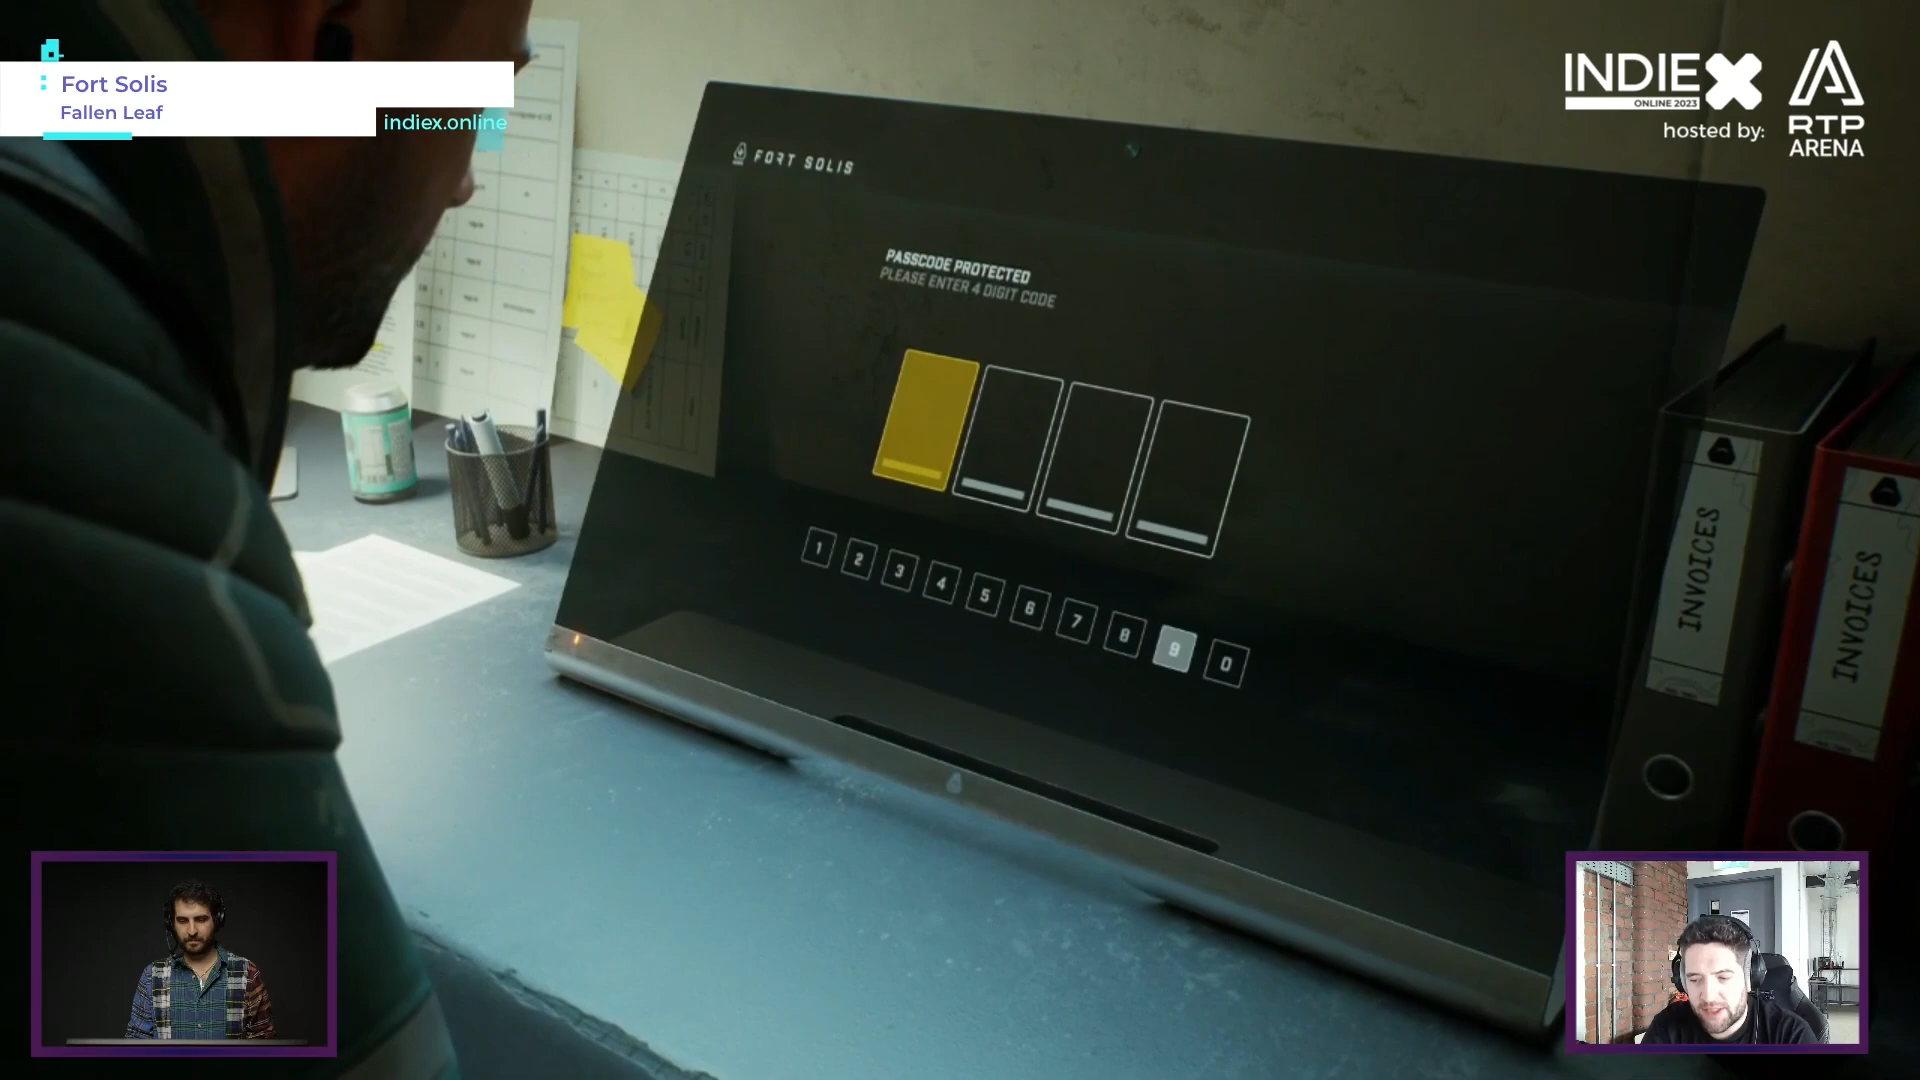 Fort Solis
Fallen Leaf
indiex.online
INDIEX
ONLINE 2023
hosted by:
RTP
ARENA
FORT SOLIS
PASSCODE PROTECTED
PLEASE ENTER 4 DIGIT CODE
1 2 3 4 5 6 7 8 9 0
INVOICES
INVOICES